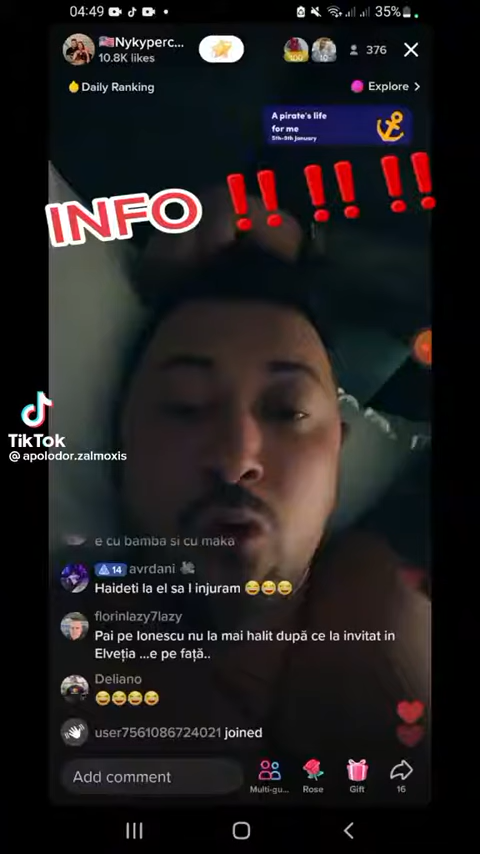 04:49
35%
🇺🇸Nykyperc...
10.8K likes
100
10
376
Daily Ranking
Explore >
A pirate's life
for me
5th-9th January
INFO ‼️ ‼️ ‼️
TikTok
@apolodor.zalmoxis
e cu bamba si cu maka
14 avrdani
Haideti la el sa l injuram 😂😂😂
florinlazy7lazy
Pai pe Ionescu nu la mai halit după ce la invitat in
Elveția ...e pe față..
Deliano
😂😂😂😂
user7561086724021 joined
Add comment
Multi-gu...
Rose
Gift
16